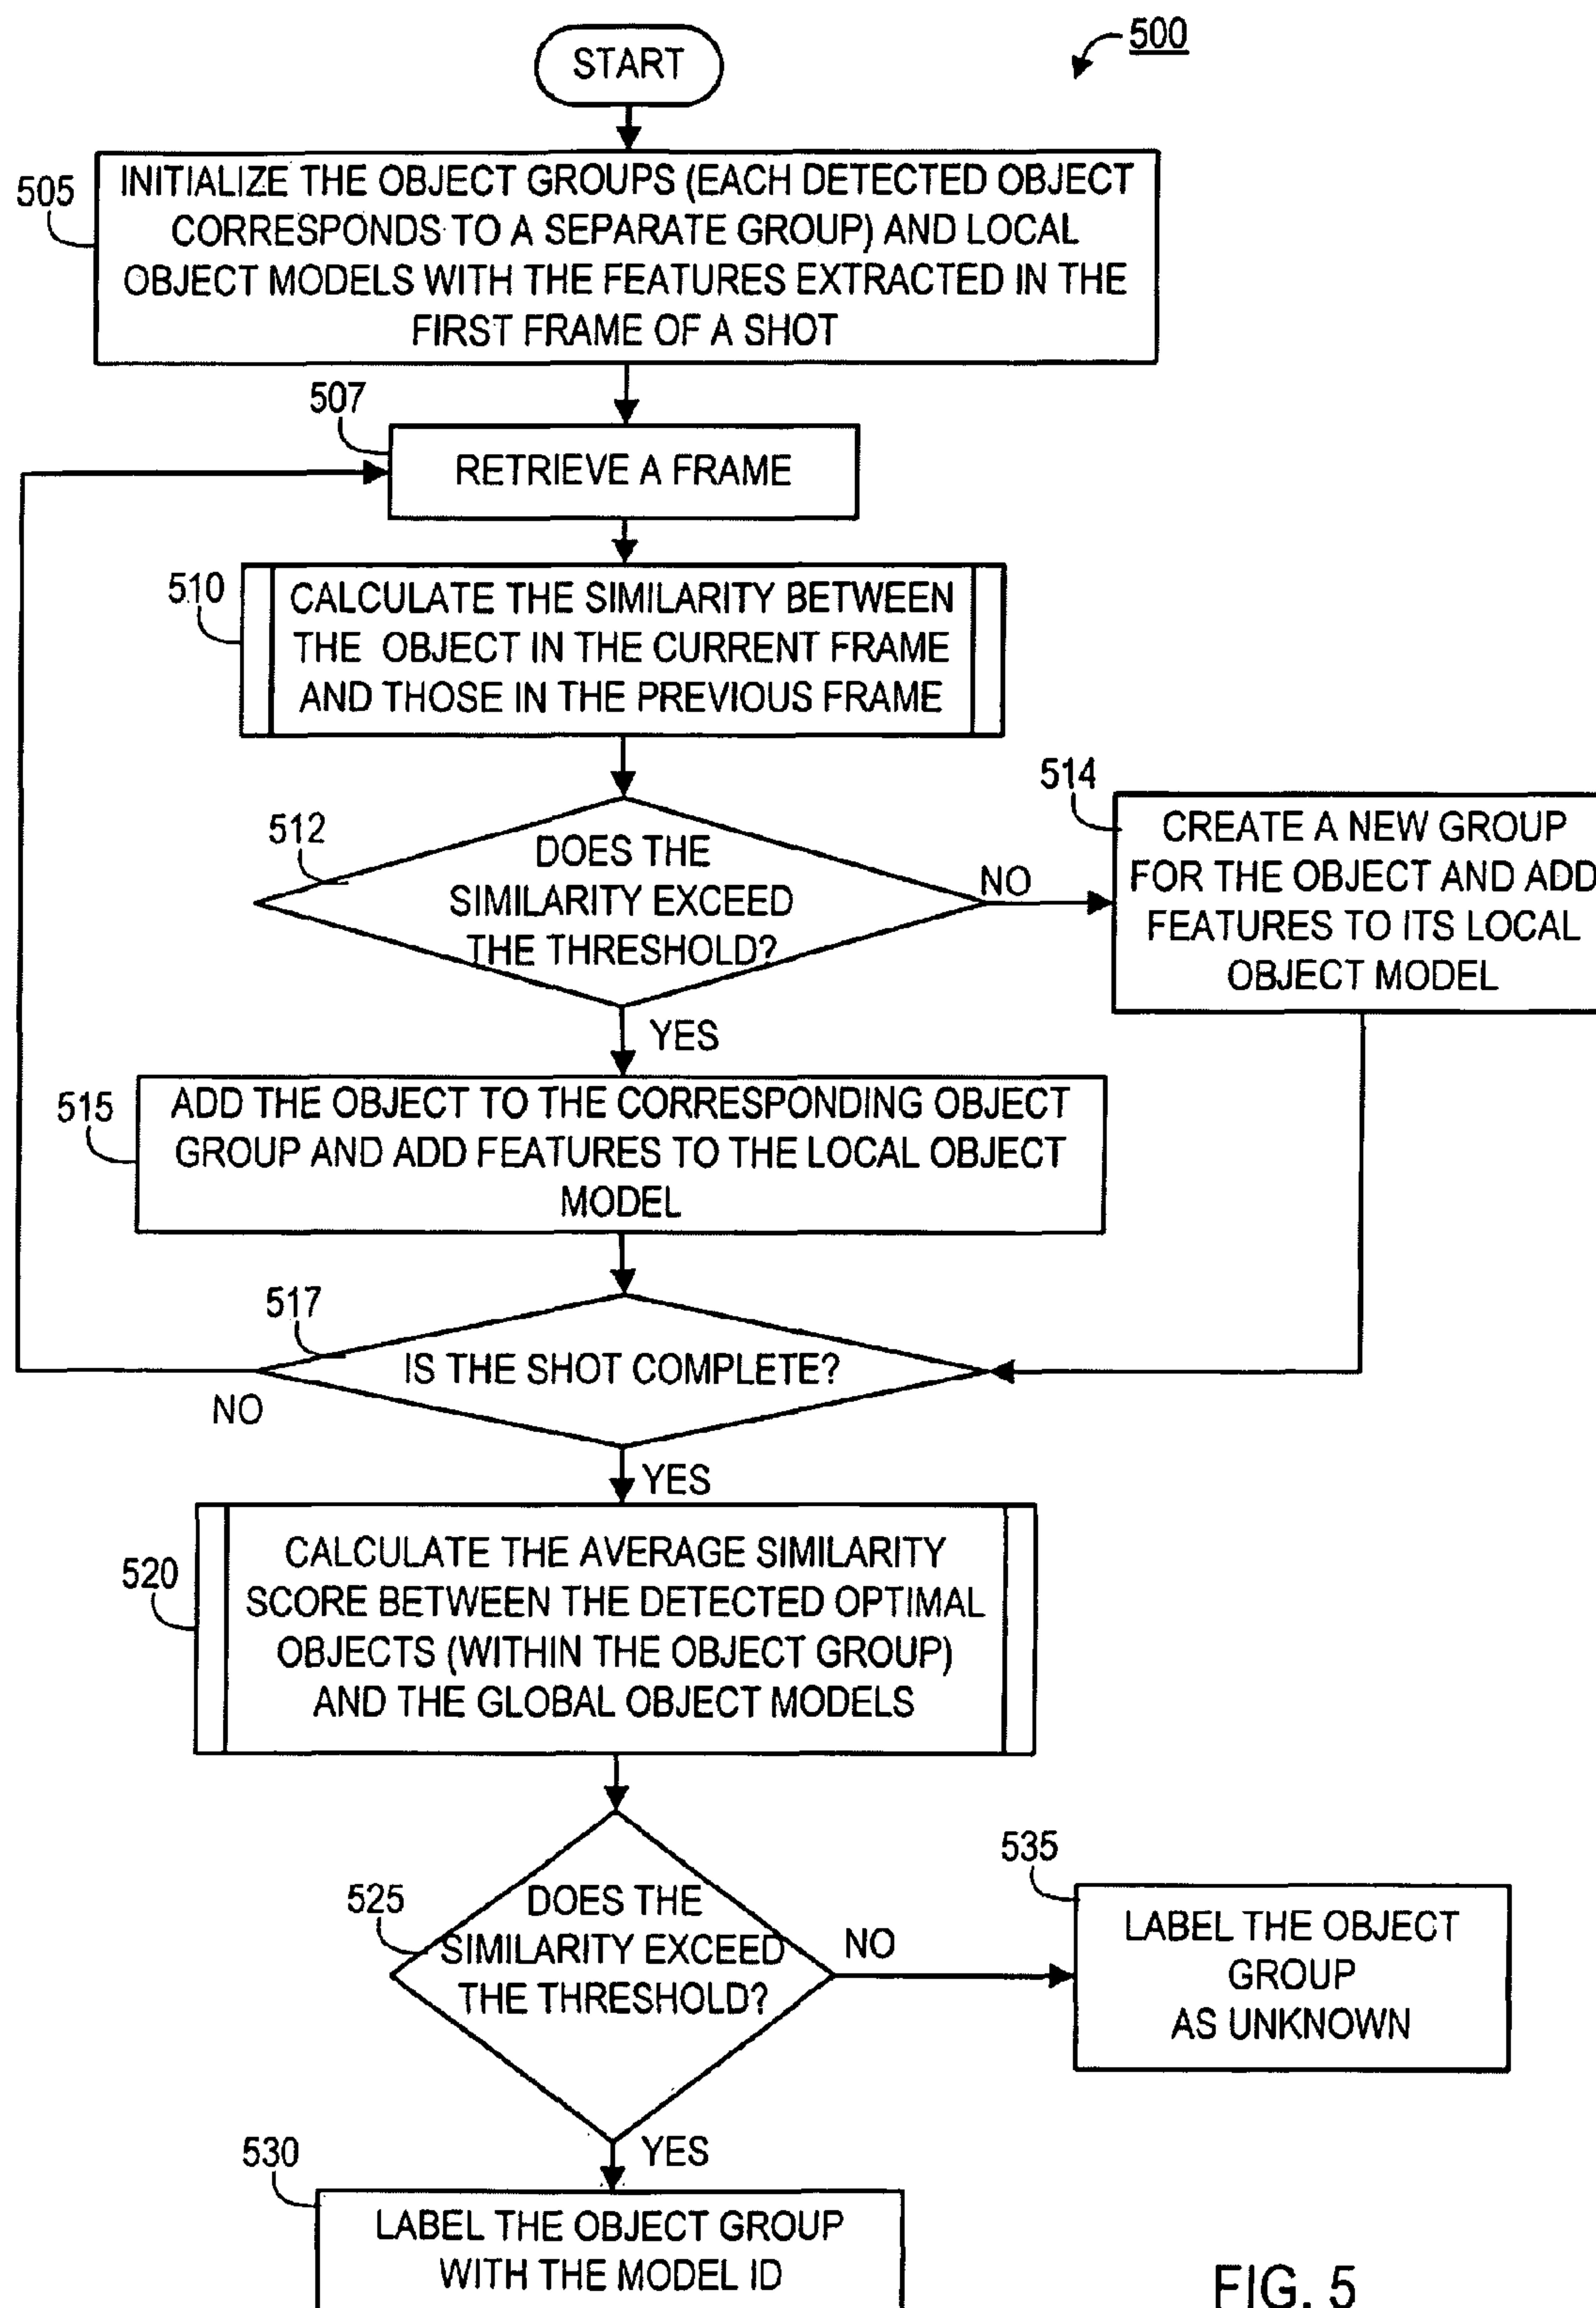 START
500
505
INITIALIZE THE OBJECT GROUPS (EACH DETECTED OBJECT
CORRESPONDS TO A SEPARATE GROUP) AND LOCAL
OBJECT MODELS WITH THE FEATURES EXTRACTED IN THE
FIRST FRAME OF A SHOT
507
RETRIEVE A FRAME
510
CALCULATE THE SIMILARITY BETWEEN
THE OBJECT IN THE CURRENT FRAME
AND THOSE IN THE PREVIOUS FRAME
512
DOES THE
SIMILARITY EXCEED
THE THRESHOLD?
NO
514
CREATE A NEW GROUP
FOR THE OBJECT AND ADD
FEATURES TO ITS LOCAL
OBJECT MODEL
YES
515
ADD THE OBJECT TO THE CORRESPONDING OBJECT
GROUP AND ADD FEATURES TO THE LOCAL OBJECT
MODEL
517
IS THE SHOT COMPLETE?
NO
YES
520
CALCULATE THE AVERAGE SIMILARITY
SCORE BETWEEN THE DETECTED OPTIMAL
OBJECTS (WITHIN THE OBJECT GROUP)
AND THE GLOBAL OBJECT MODELS
525
DOES THE
SIMILARITY EXCEED
THE THRESHOLD?
NO
535
LABEL THE OBJECT
GROUP
AS UNKNOWN
YES
530
LABEL THE OBJECT GROUP
WITH THE MODEL ID
FIG. 5